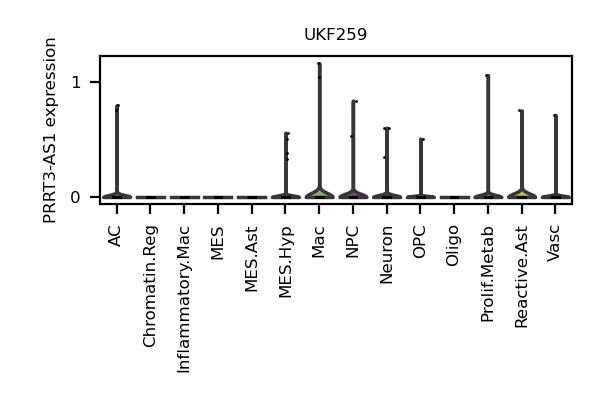 UKF259
PRRT3-AS1 expression
1
0
AC
Chromatin.Reg
Inflammatory.Mac
MES
MES.Ast
MES.Hyp
Mac
NPC
Neuron
OPC
Oligo
Prolif.Metab
Reactive.Ast
Vasc